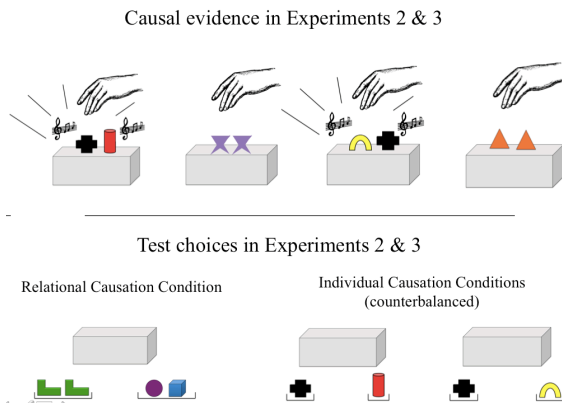 Causal evidence in Experiments 2 & 3
Test choices in Experiments 2 & 3
Relational Causation Condition
Individual Causation Conditions
(counterbalanced)